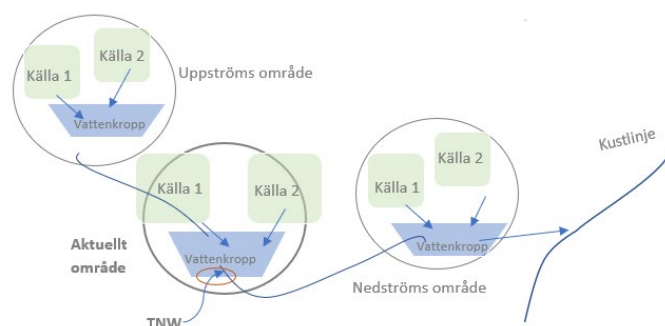 Källa 1
Källa 2
Uppströms område
Vattenkropp
Källa 1
Källa 2
Aktuellt
område
Vattenkropp
TNW
Källa 1
Källa 2
Vattenkropp
Nedströms område
Kustlinje